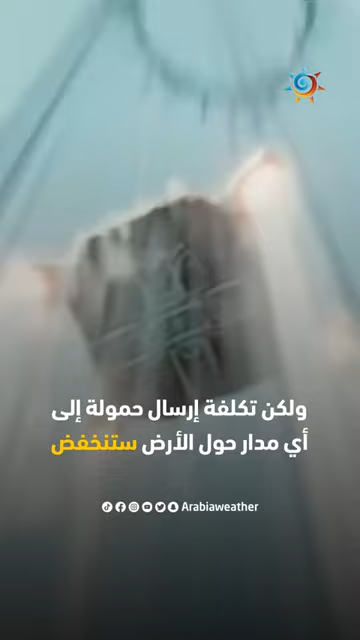 ولكن تكلفة إرسال حمولة إلى
أي مدار حول الأرض ستنخفض
Arabiaweather